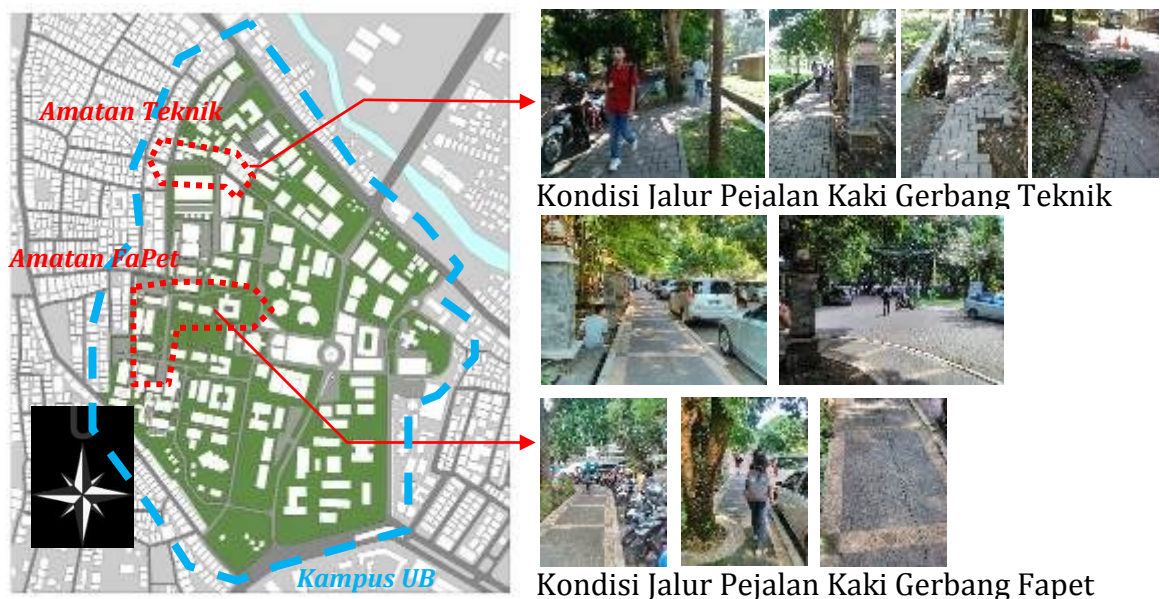 Amatan Teknik
Kondisi Jalur Pejalan Kaki Gerbang Teknik
Amatan FaPet
U
Kampus UB
Kondisi Jalur Pejalan Kaki Gerbang Fapet